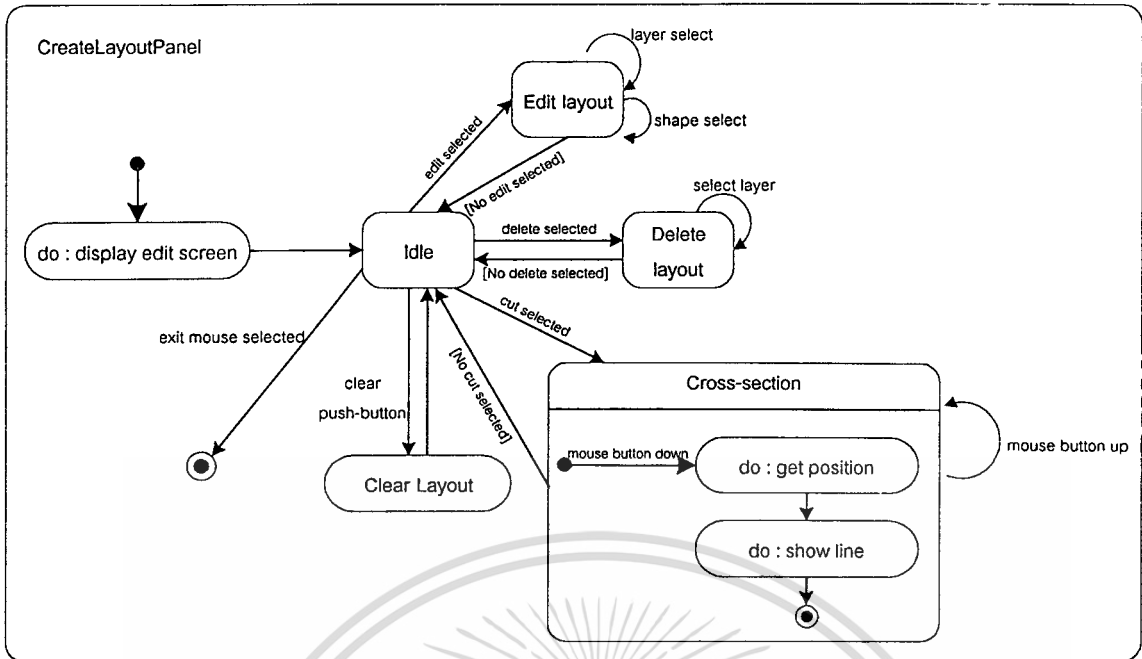 CreateLayoutPanel
layer select
Edit layout
shape select
edit selected
[No edit selected]
select layer
do : display edit screen
Idle
delete selected
[No delete selected]
Delete
layout
exit mouse selected
cut selected
[No cut selected]
clear
push-button
Clear Layout
Cross-section
mouse button down
do : get position
mouse button up
do : show line